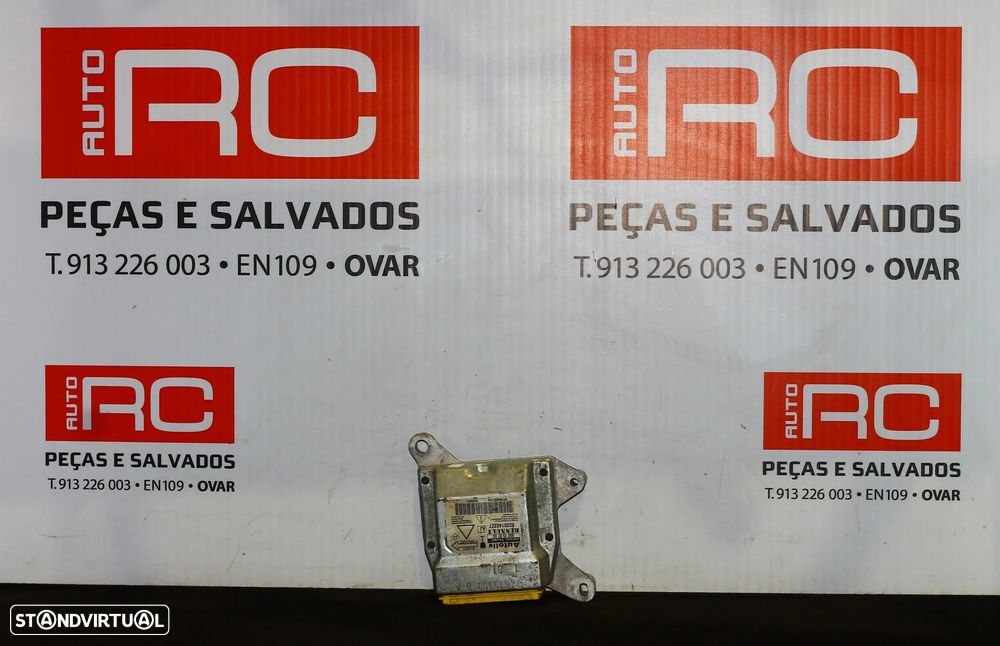 AUTO RC
PEÇAS E SALVADOS
T. 913 226 003 • EN109 • OVAR
AUTO RC
PEÇAS E SALVADOS
T. 913 226 003 • EN109 • OVAR
AUTO RC
PEÇAS E SALVADOS
T. 913 226 003 • EN109 • OVAR
AUTO RC
PEÇAS E SALVADOS
T. 913 226 003 • EN109 • OVAR
Autoliv
RENAULT
STANDVIRTUAL